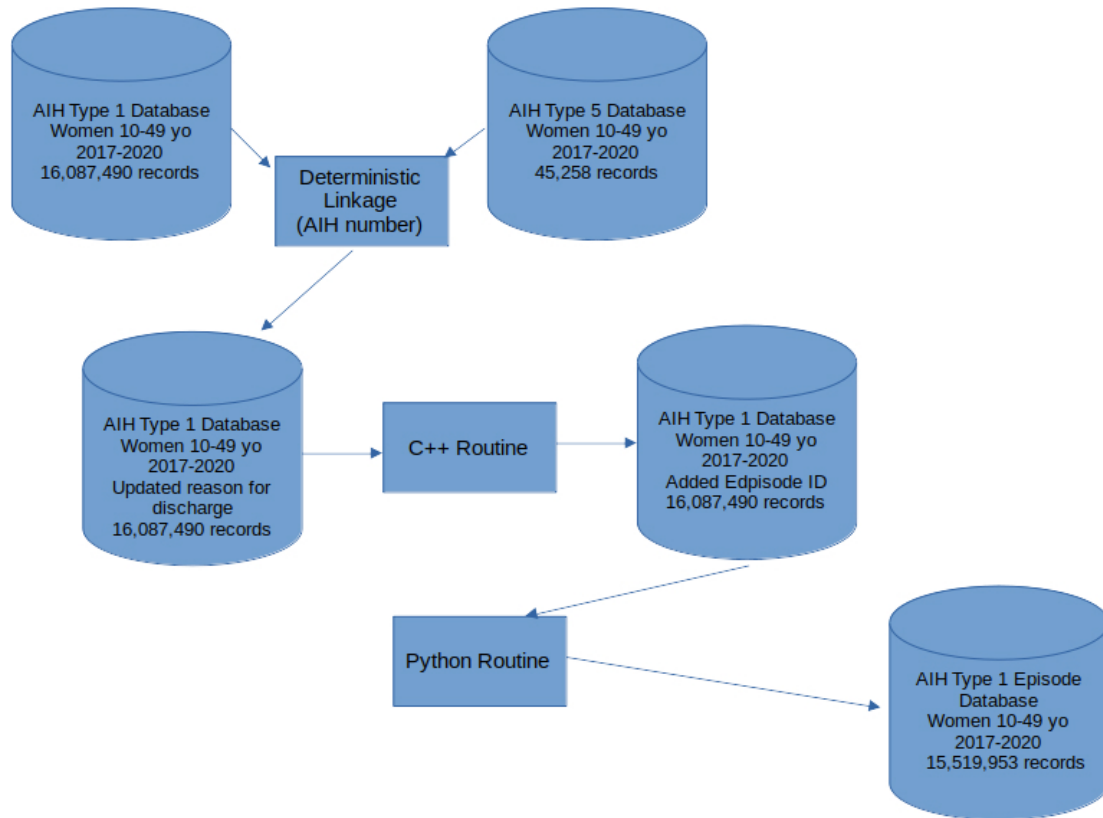 AIH Type 1 Database
Women 10-49 yo
2017-2020
16,087,490 records
AIH Type 5 Database
Women 10-49 yo
2017-2020
45,258 records
Deterministic
Linkage
(AIH number)
AIH Type 1 Database
Women 10-49 yo
2017-2020
Updated reason for
discharge
16,087,490 records
C++ Routine
AIH Type 1 Database
Women 10-49 yo
2017-2020
Added Edpisode ID
16,087,490 records
Python Routine
AIH Type 1 Episode
Database
Women 10-49 yo
2017-2020
15,519,953 records